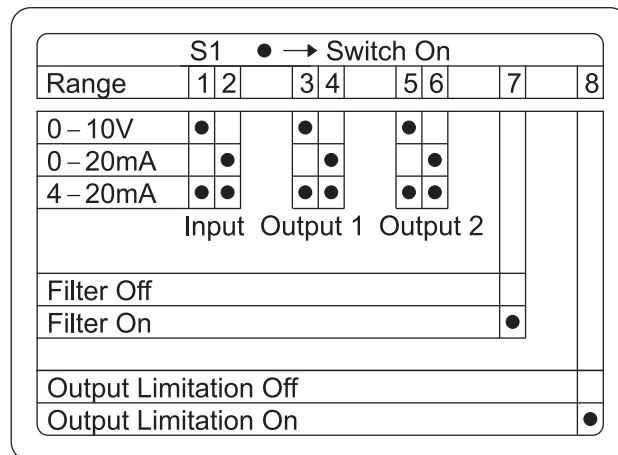 S1 ● → Switch On
Range 1 2 3 4 5 6 7 8
0 – 10V ● ● ●
0 – 20mA ● ● ●
4 – 20mA ● ● ● ● ● ●
Input Output 1 Output 2
Filter Off
Filter On ●
Output Limitation Off
Output Limitation On ●